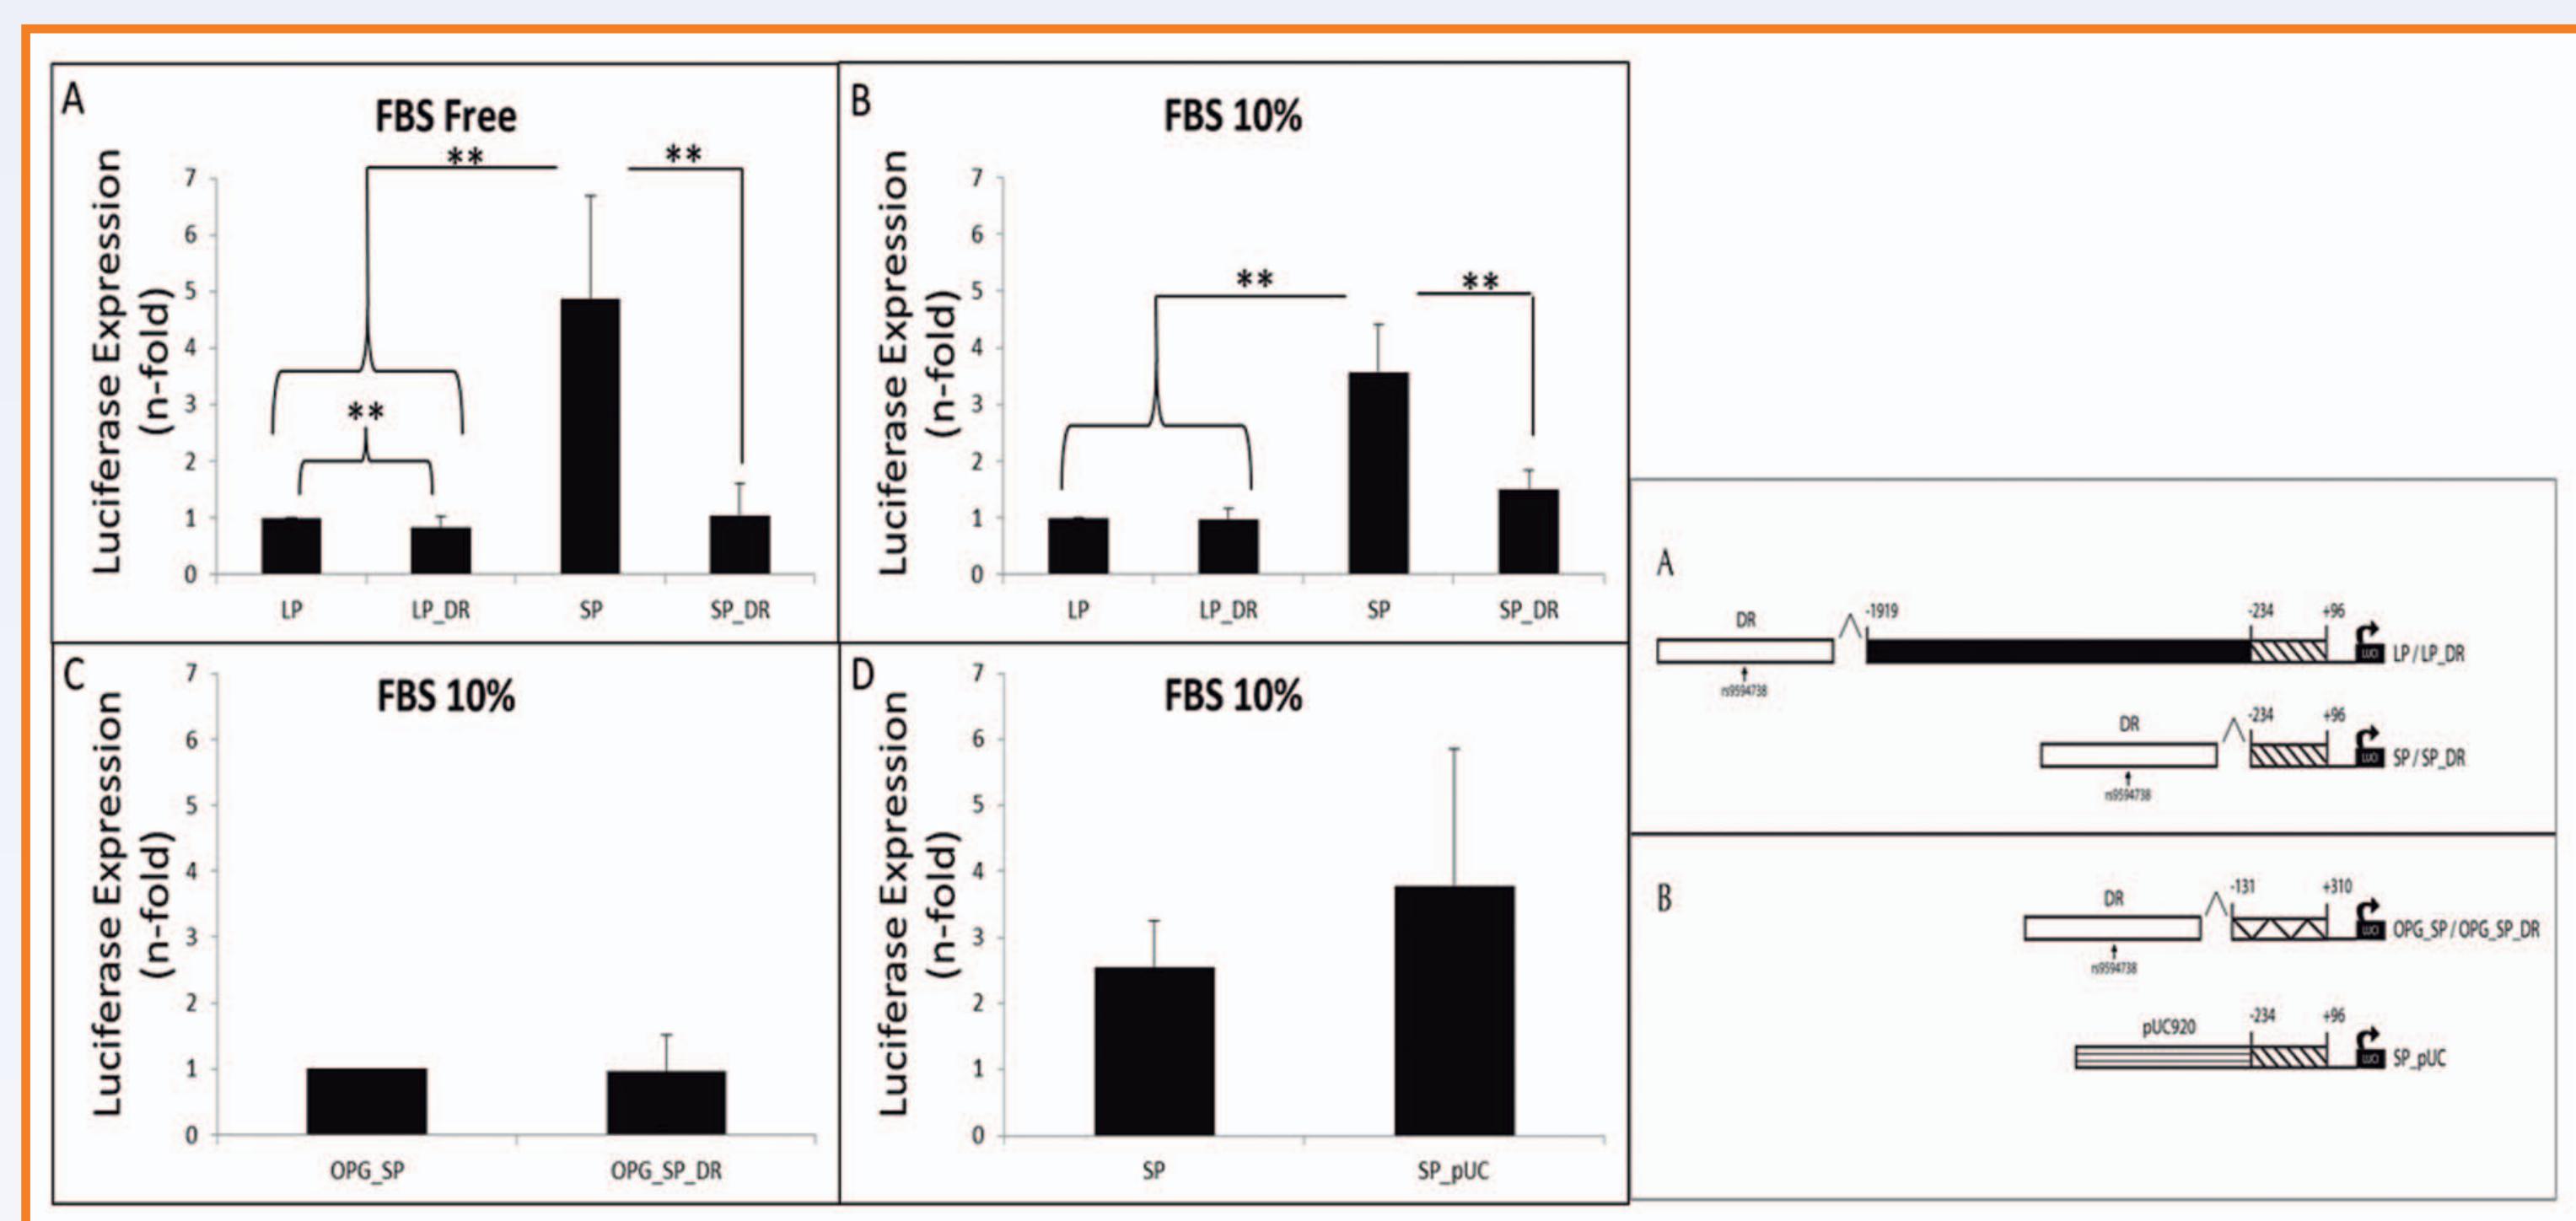 A
FBS Free
Luciferase Expression
(n-fold)
7
6
5
4
3
2
1
0
**
**
**
LP
LP_DR
SP
SP_DR
B
FBS 10%
Luciferase Expression
(n-fold)
7
6
5
4
3
2
1
0
**
**
LP
LP_DR
SP
SP_DR
C
FBS 10%
Luciferase Expression
(n-fold)
7
6
5
4
3
2
1
0
OPG_SP
OPG_SP_DR
D
FBS 10%
Luciferase Expression
(n-fold)
7
6
5
4
3
2
1
0
SP
SP_pUC
A
DR
-1919
-234
+96
rs9594738
LP / LP_DR
DR
-234
+96
rs9594738
SP / SP_DR
B
DR
-131
+310
rs9594738
OPG_SP / OPG_SP_DR
pUC920
-234
+96
SP_pUC